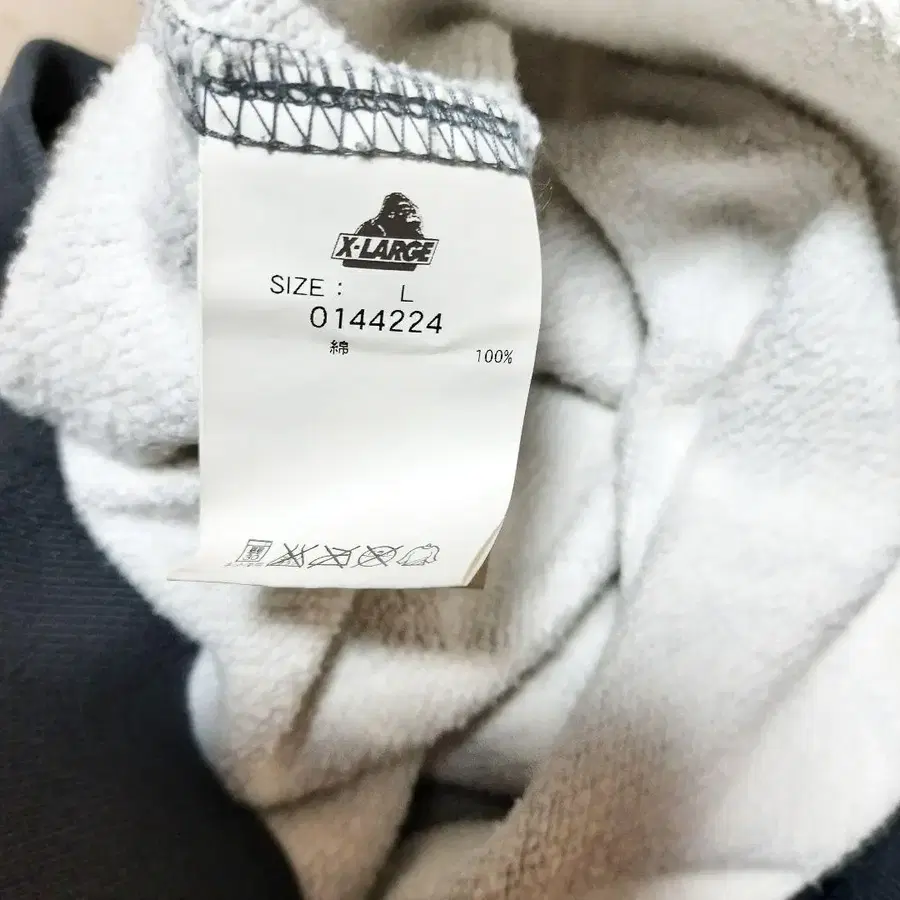 X-LARGE
SIZE : L
0144224
綿 100%